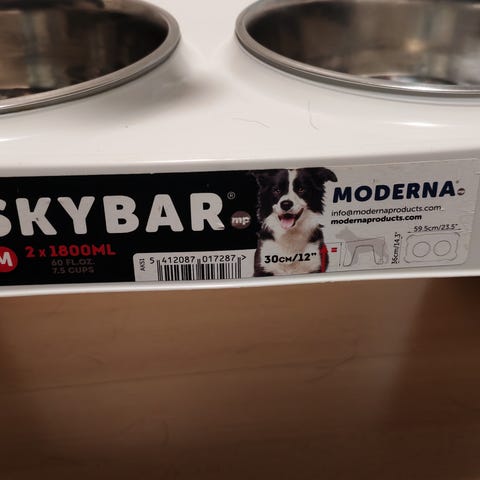 SKYBAR®
mp
M
2 x 1800ML
60 FL.OZ.
7.5 CUPS
AK31
5 412087 017287 >
30CM/12"
=
MODERNA®
info@modernaproducts.com
modernaproducts.com
59.5cm/23.5"
36cm/14.3"